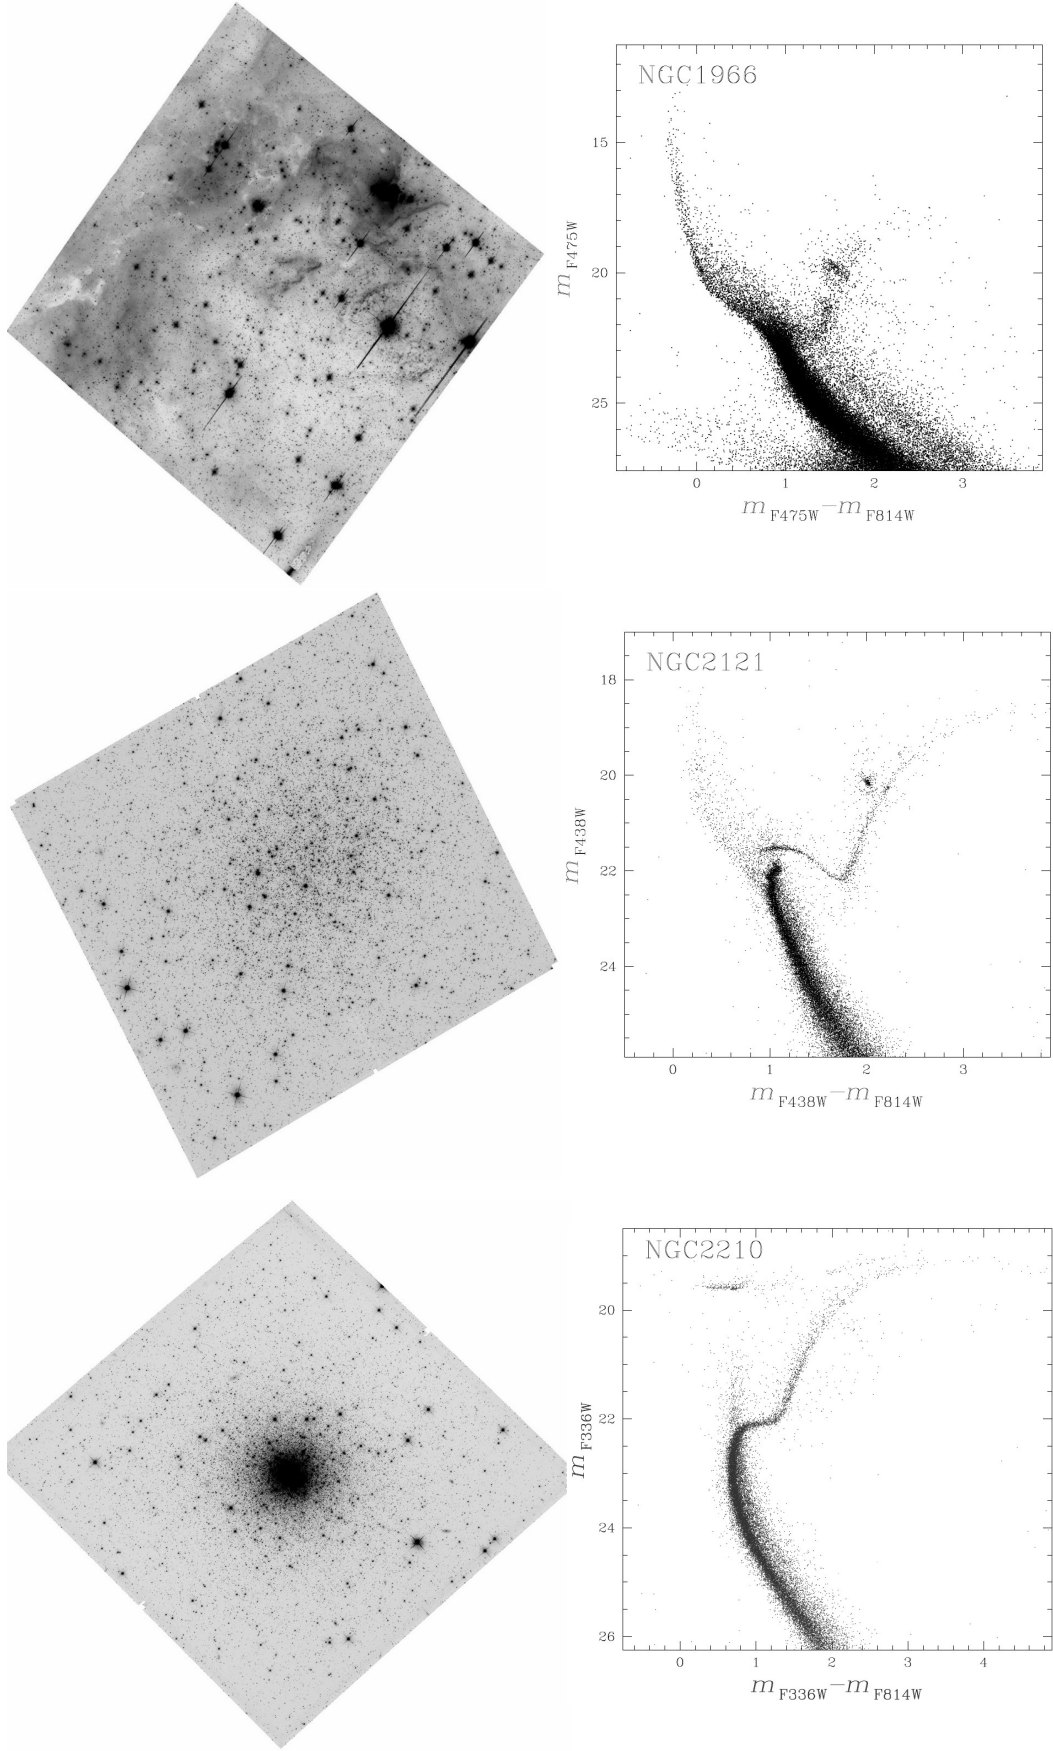 NGC1966
15
20
25
m F475W
0 1 2 3
m F475W−m F814W
NGC2121
18
20
22
24
m F438W
0 1 2 3
m F438W−m F814W
NGC2210
20
22
24
26
m F336W
0 1 2 3 4
m F336W−m F814W